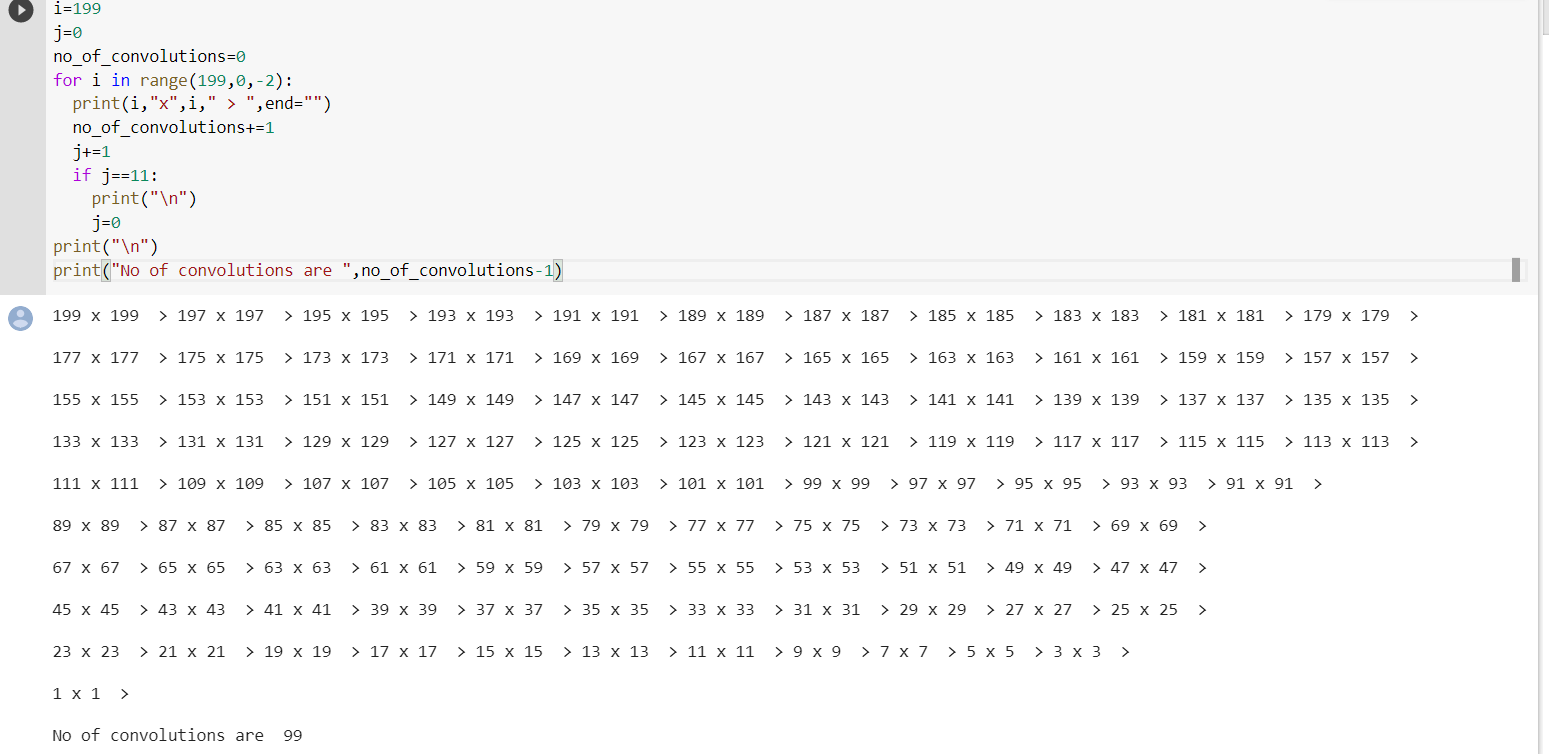 i=199
j=0
no_of_convolutions=0
for i in range(199,0,-2):
  print(i,"x",i," > ",end="")
  no_of_convolutions+=1
  j+=1
  if j==11:
    print("\n")
    j=0
print("\n")
print("No of convolutions are ",no_of_convolutions-1)
199 x 199  > 197 x 197  > 195 x 195  > 193 x 193  > 191 x 191  > 189 x 189  > 187 x 187  > 185 x 185  > 183 x 183  > 181 x 181  > 179 x 179  >
177 x 177  > 175 x 175  > 173 x 173  > 171 x 171  > 169 x 169  > 167 x 167  > 165 x 165  > 163 x 163  > 161 x 161  > 159 x 159  > 157 x 157  >
155 x 155  > 153 x 153  > 151 x 151  > 149 x 149  > 147 x 147  > 145 x 145  > 143 x 143  > 141 x 141  > 139 x 139  > 137 x 137  > 135 x 135  >
133 x 133  > 131 x 131  > 129 x 129  > 127 x 127  > 125 x 125  > 123 x 123  > 121 x 121  > 119 x 119  > 117 x 117  > 115 x 115  > 113 x 113  >
111 x 111  > 109 x 109  > 107 x 107  > 105 x 105  > 103 x 103  > 101 x 101  > 99 x 99  > 97 x 97  > 95 x 95  > 93 x 93  > 91 x 91  >
89 x 89  > 87 x 87  > 85 x 85  > 83 x 83  > 81 x 81  > 79 x 79  > 77 x 77  > 75 x 75  > 73 x 73  > 71 x 71  > 69 x 69  >
67 x 67  > 65 x 65  > 63 x 63  > 61 x 61  > 59 x 59  > 57 x 57  > 55 x 55  > 53 x 53  > 51 x 51  > 49 x 49  > 47 x 47  >
45 x 45  > 43 x 43  > 41 x 41  > 39 x 39  > 37 x 37  > 35 x 35  > 33 x 33  > 31 x 31  > 29 x 29  > 27 x 27  > 25 x 25  >
23 x 23  > 21 x 21  > 19 x 19  > 17 x 17  > 15 x 15  > 13 x 13  > 11 x 11  > 9 x 9  > 7 x 7  > 5 x 5  > 3 x 3  >
1 x 1  >
No of convolutions are  99